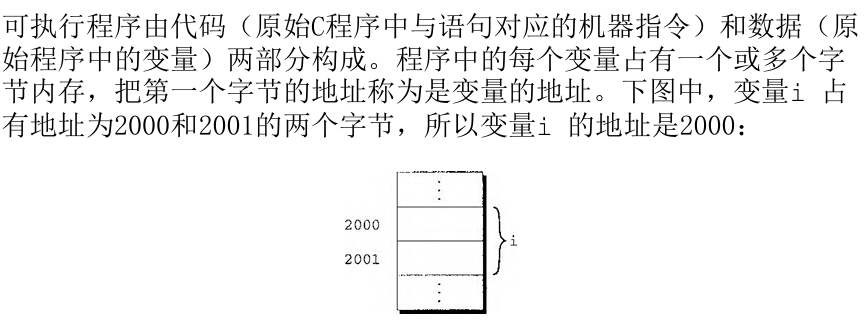 可执行程序由代码（原始C程序中与语句对应的机器指令）和数据（原
始程序中的变量）两部分构成。程序中的每个变量占有一个或多个字
节内存，把第一个字节的地址称为是变量的地址。下图中，变量i 占
有地址为2000和2001的两个字节，所以变量i 的地址是2000：
⋮
2000
i
2001
⋮